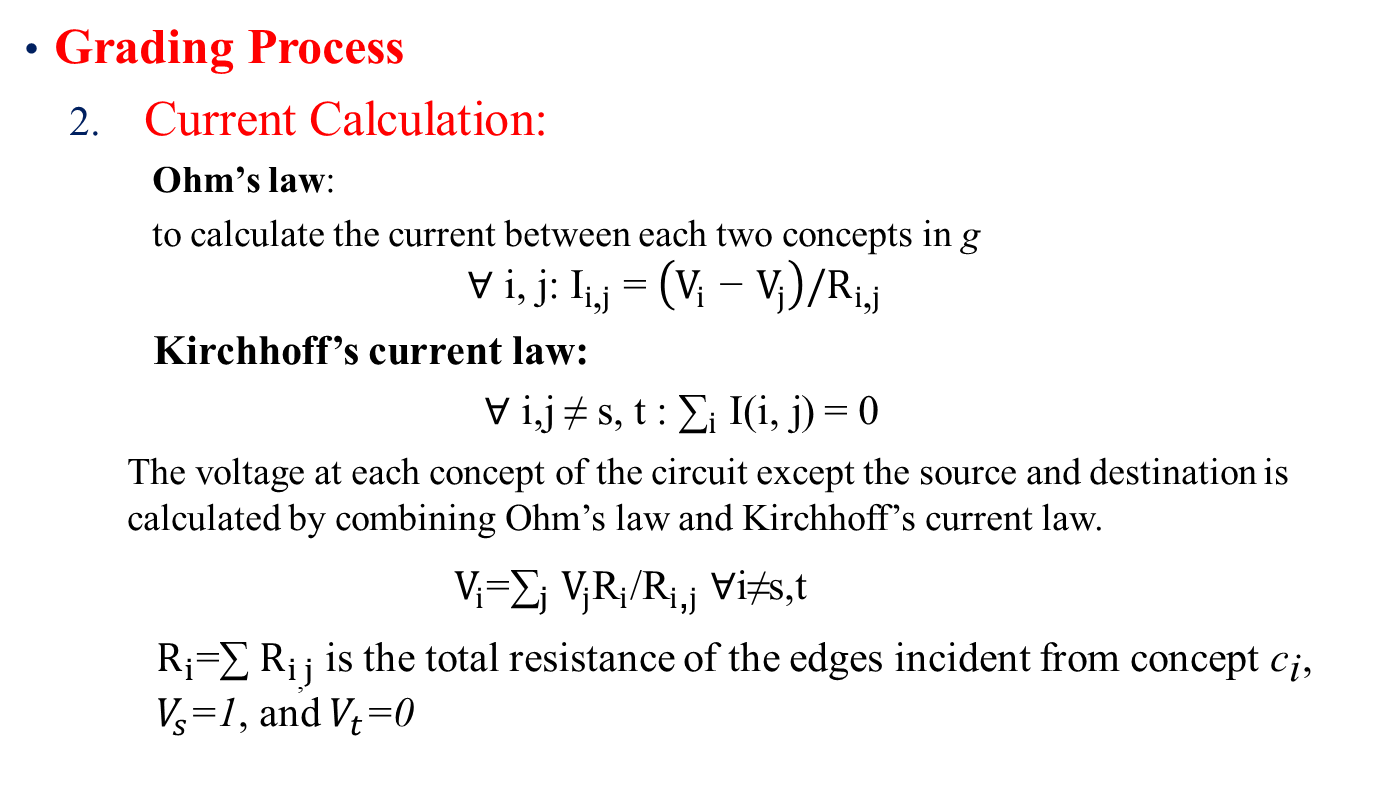 • Grading Process
2. Current Calculation:
Ohm’s law:
to calculate the current between each two concepts in g
∀ i, j: Iᵢ,ⱼ = (Vᵢ − Vⱼ)/Rᵢ,ⱼ
Kirchhoff’s current law:
∀ i,j ≠ s, t : ∑ᵢ I(i, j) = 0
The voltage at each concept of the circuit except the source and destination is
calculated by combining Ohm’s law and Kirchhoff’s current law.
Vᵢ=∑ⱼ VⱼRᵢ/Rᵢ,ⱼ ∀i≠s,t
Rᵢ=∑ Rᵢ,ⱼ is the total resistance of the edges incident from concept cᵢ,
Vₛ=1, and Vₜ=0